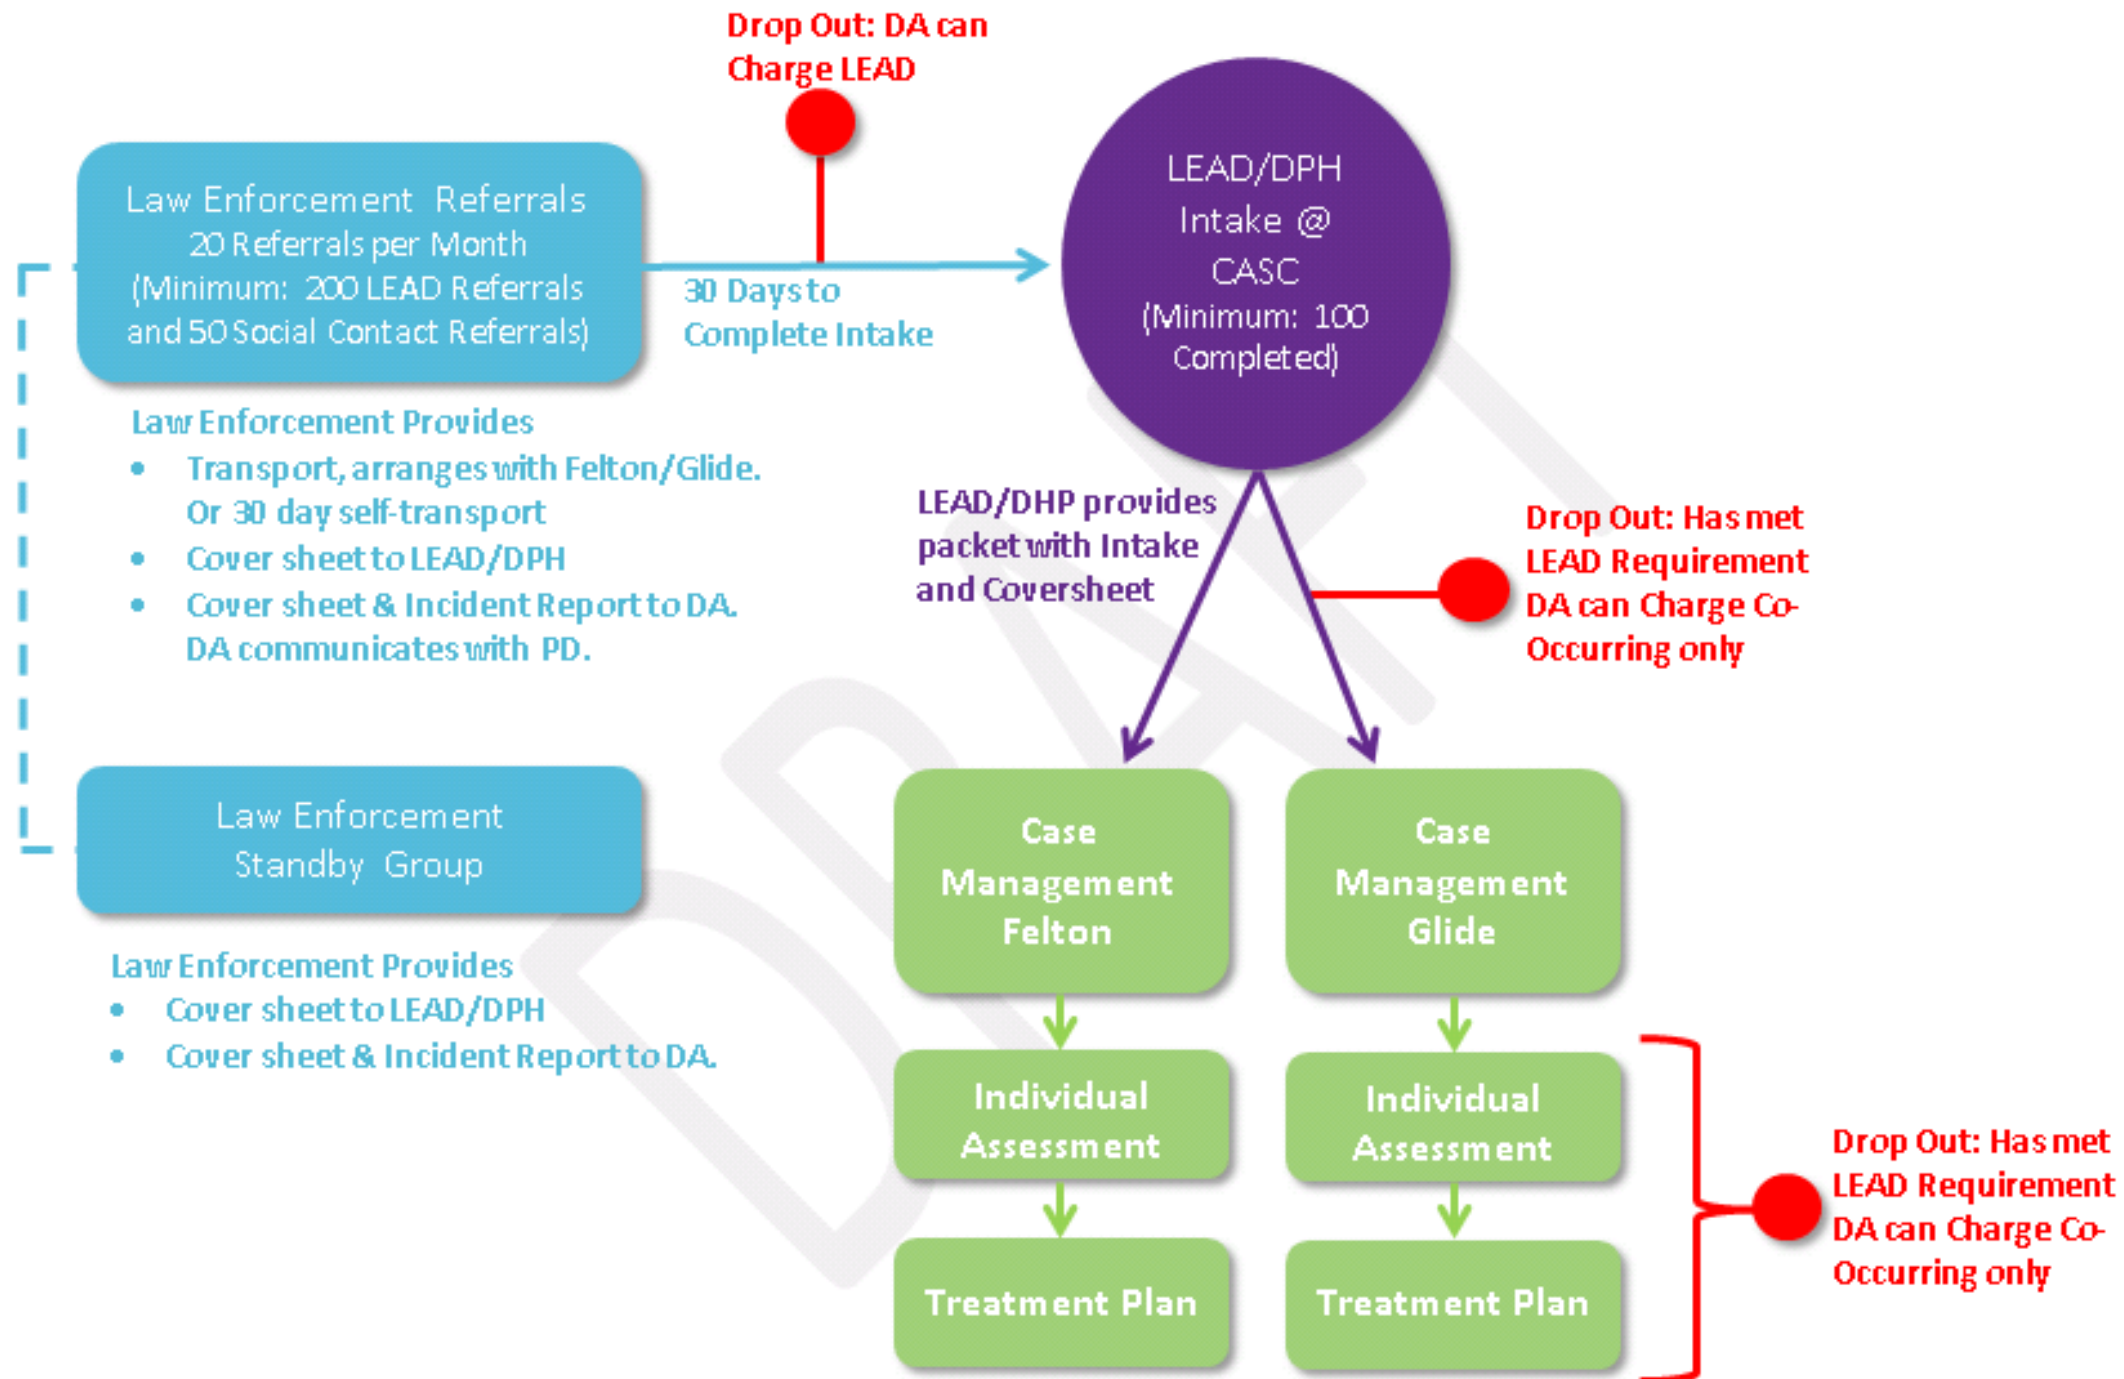 Drop Out: DA can
Charge LEAD
Law Enforcement Referrals
20 Referrals per Month
(Minimum: 200 LEAD Referrals
and 50 Social Contact Referrals)
30 Days to
Complete Intake
LEAD/DPH
Intake @
CASC
(Minimum: 100
Completed)
Law Enforcement Provides
• Transport, arranges with Felton/Glide.
Or 30 day self-transport
• Cover sheet to LEAD/DPH
• Cover sheet & Incident Report to DA.
DA communicates with PD.
LEAD/DHP provides
packet with Intake
and Coversheet
Drop Out: Has met
LEAD Requirement
DA can Charge Co-
Occurring only
Law Enforcement
Standby Group
Law Enforcement Provides
• Cover sheet to LEAD/DPH
• Cover sheet & Incident Report to DA.
Case
Management
Felton
Case
Management
Glide
Individual
Assessment
Individual
Assessment
Treatment Plan
Treatment Plan
Drop Out: Has met
LEAD Requirement
DA can Charge Co-
Occurring only
DRAFT